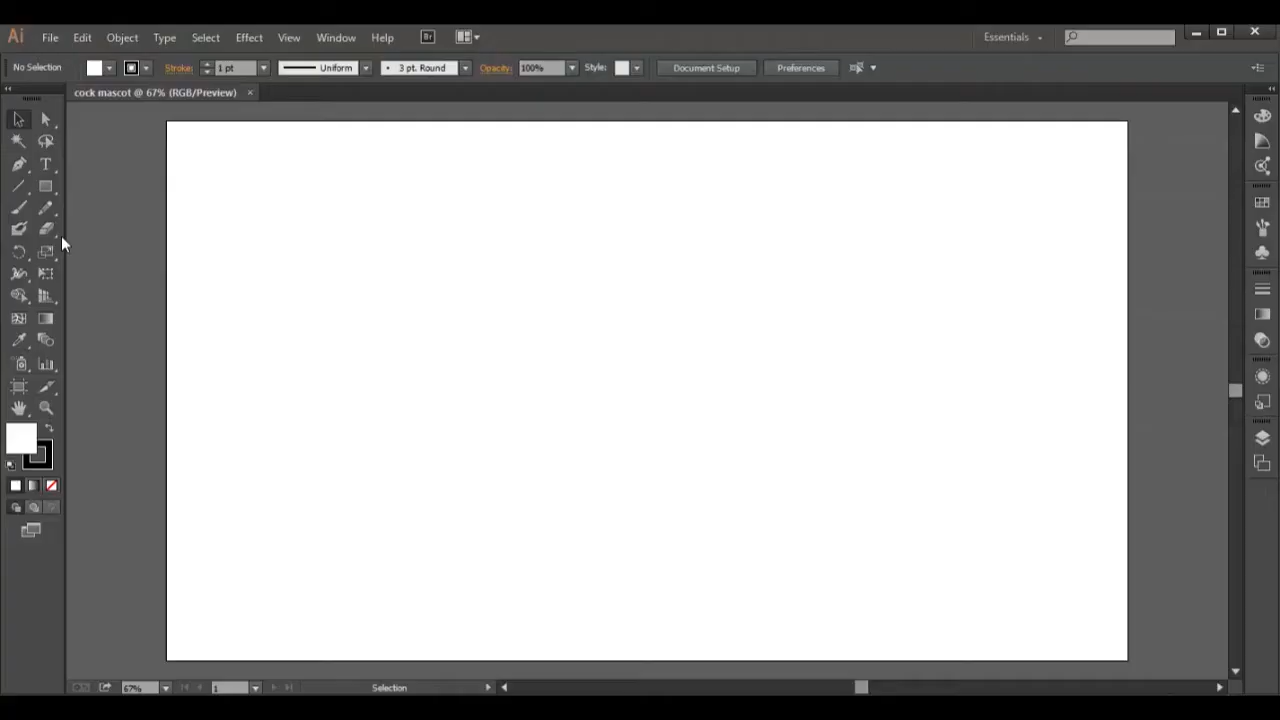 Ai File Edit Object Type Select Effect View Window Help Br Essentials
No Selection Stroke: 1 pt Uniform 3 pt. Round Opacity: 100% Style: Document Setup Preferences
cock mascot @ 67% (RGB/Preview) ×
T
67% 1 Selection